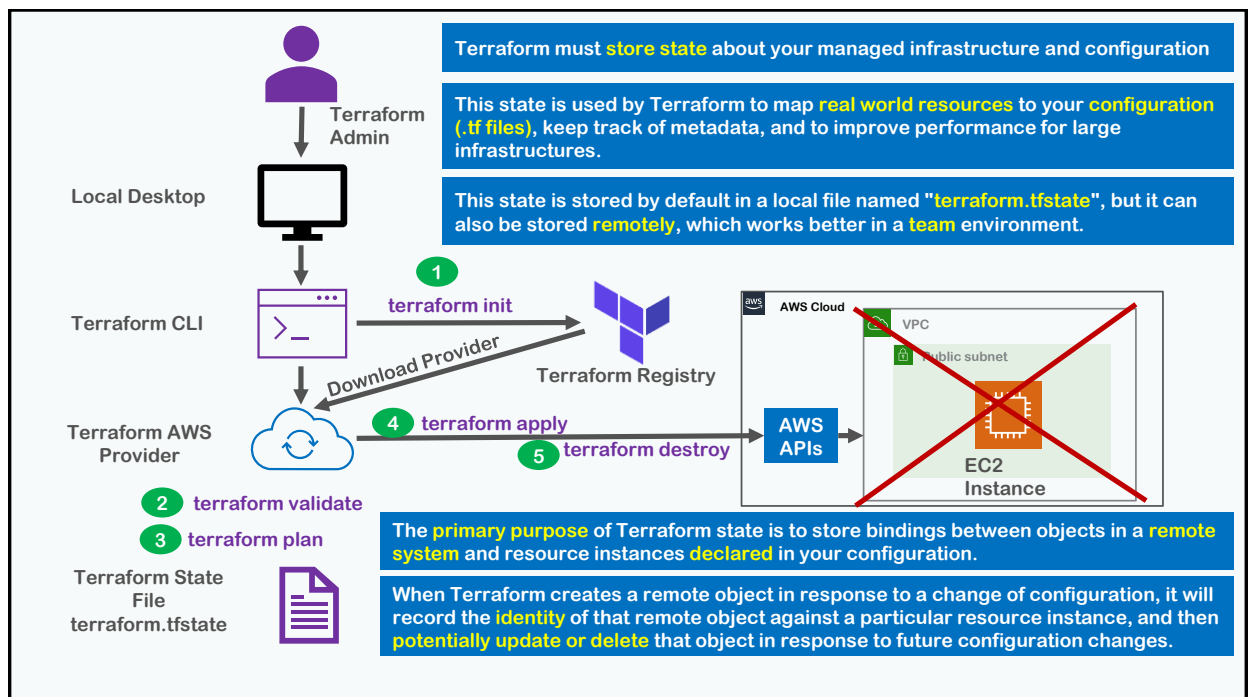 Terraform must store state about your managed infrastructure and configuration
Terraform
Admin
This state is used by Terraform to map real world resources to your configuration
(.tf files), keep track of metadata, and to improve performance for large
infrastructures.
Local Desktop
This state is stored by default in a local file named "terraform.tfstate", but it can
also be stored remotely, which works better in a team environment.
1
terraform init
Terraform CLI
Download Provider
Terraform Registry
aws
AWS Cloud
VPC
Public subnet
EC2
Instance
AWS
APIs
Terraform AWS
Provider
4 terraform apply
5 terraform destroy
2 terraform validate
3 terraform plan
The primary purpose of Terraform state is to store bindings between objects in a remote
system and resource instances declared in your configuration.
Terraform State
File
terraform.tfstate
When Terraform creates a remote object in response to a change of configuration, it will
record the identity of that remote object against a particular resource instance, and then
potentially update or delete that object in response to future configuration changes.